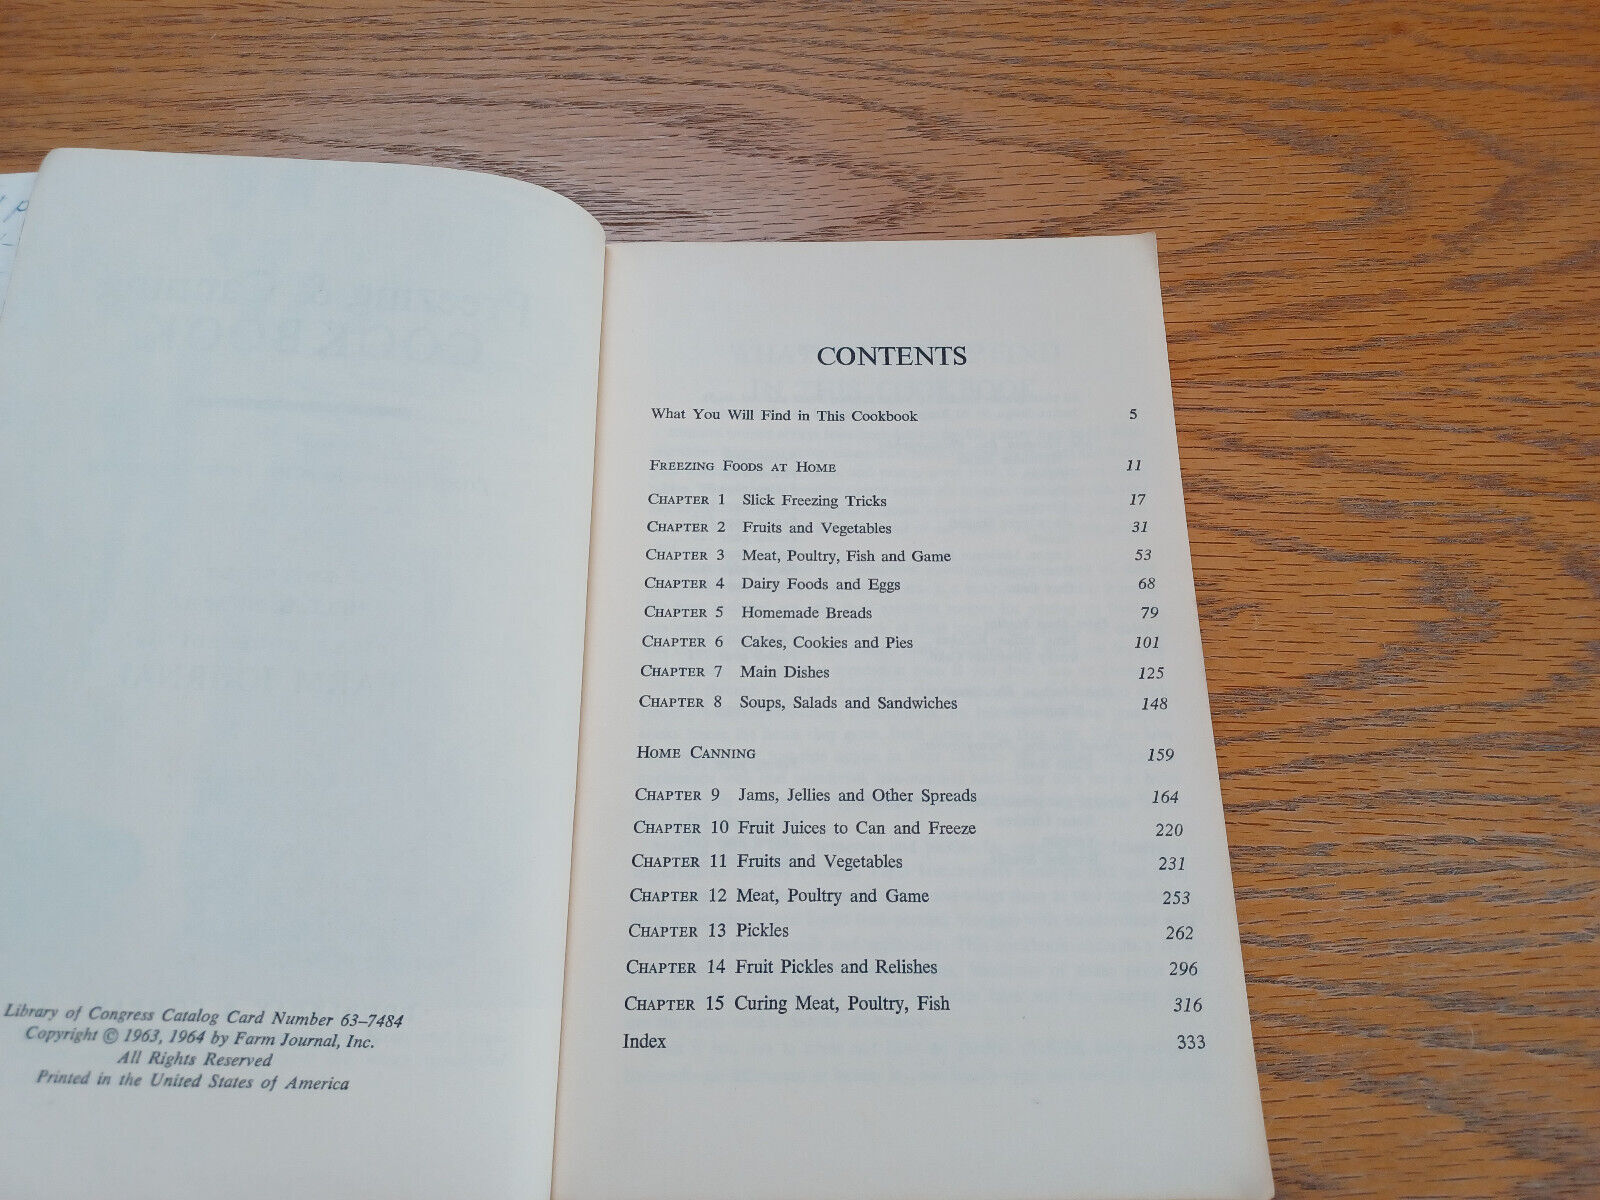 Library of Congress Catalog Card Number 63-7484
Copyright © 1963, 1964 by Farm Journal, Inc.
All Rights Reserved
Printed in the United States of America
CONTENTS
What You Will Find in This Cookbook 5
FREEZING FOODS AT HOME 11
CHAPTER 1 Slick Freezing Tricks 17
CHAPTER 2 Fruits and Vegetables 31
CHAPTER 3 Meat, Poultry, Fish and Game 53
CHAPTER 4 Dairy Foods and Eggs 68
CHAPTER 5 Homemade Breads 79
CHAPTER 6 Cakes, Cookies and Pies 101
CHAPTER 7 Main Dishes 125
CHAPTER 8 Soups, Salads and Sandwiches 148
HOME CANNING 159
CHAPTER 9 Jams, Jellies and Other Spreads 164
CHAPTER 10 Fruit Juices to Can and Freeze 220
CHAPTER 11 Fruits and Vegetables 231
CHAPTER 12 Meat, Poultry and Game 253
CHAPTER 13 Pickles 262
CHAPTER 14 Fruit Pickles and Relishes 296
CHAPTER 15 Curing Meat, Poultry, Fish 316
Index 333